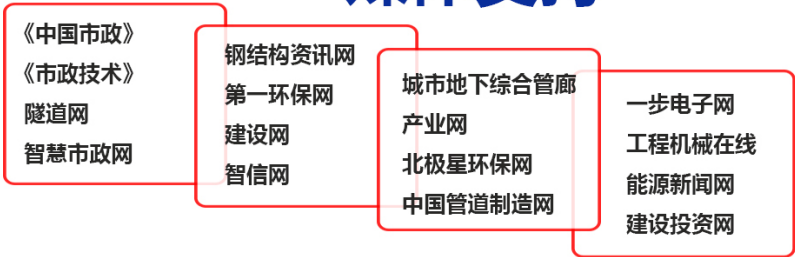 《中国市政》
《市政技术》
隧道网
智慧市政网
钢结构资讯网
第一环保网
建设网
智信网
城市地下综合管廊
产业网
北极星环保网
中国管道制造网
一步电子网
工程机械在线
能源新闻网
建设投资网